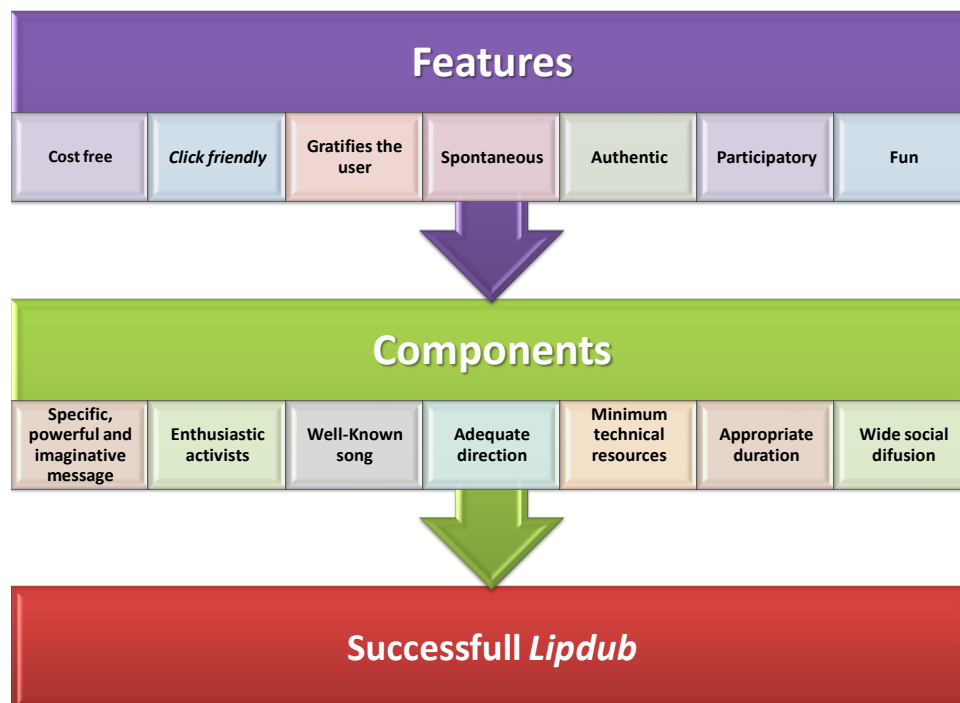 Features
Cost free
Click friendly
Gratifies the
user
Spontaneous
Authentic
Participatory
Fun
Components
Specific,
powerful and
imaginative
message
Enthusiastic
activists
Well-Known
song
Adequate
direction
Minimum
technical
resources
Appropriate
duration
Wide social
difusion
Successfull Lipdub